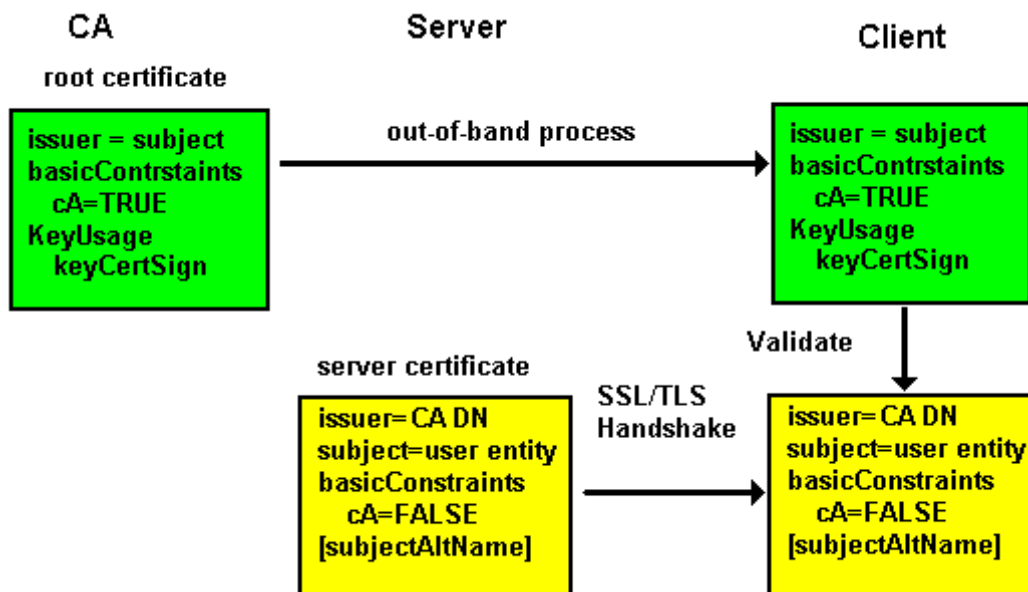 CA
Server
Client
root certificate
issuer = subject
basicContrstaints
cA=TRUE
KeyUsage
keyCertSign
out-of-band process
issuer = subject
basicContrstaints
cA=TRUE
KeyUsage
keyCertSign
Validate
server certificate
issuer=CA DN
subject=user entity
basicConstraints
cA=FALSE
[subjectAltName]
SSL/TLS
Handshake
issuer=CA DN
subject=user entity
basicConstraints
cA=FALSE
[subjectAltName]